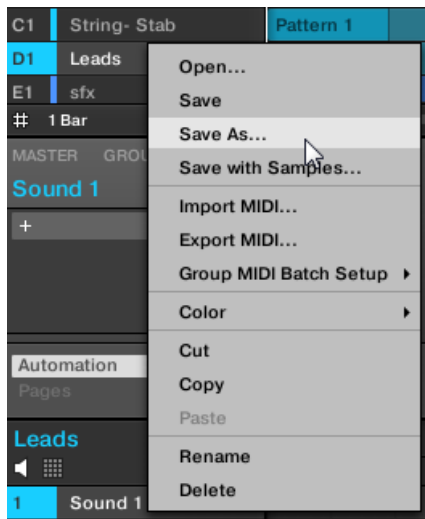 C1 String- Stab Pattern 1
D1 Leads
E1 sfx
1 Bar
MASTER
Sound 1
+
Automation
Pages
Leads
1 Sound 1
Open...
Save
Save As...
Save with Samples...
Import MIDI...
Export MIDI...
Group MIDI Batch Setup
Color
Cut
Copy
Paste
Rename
Delete